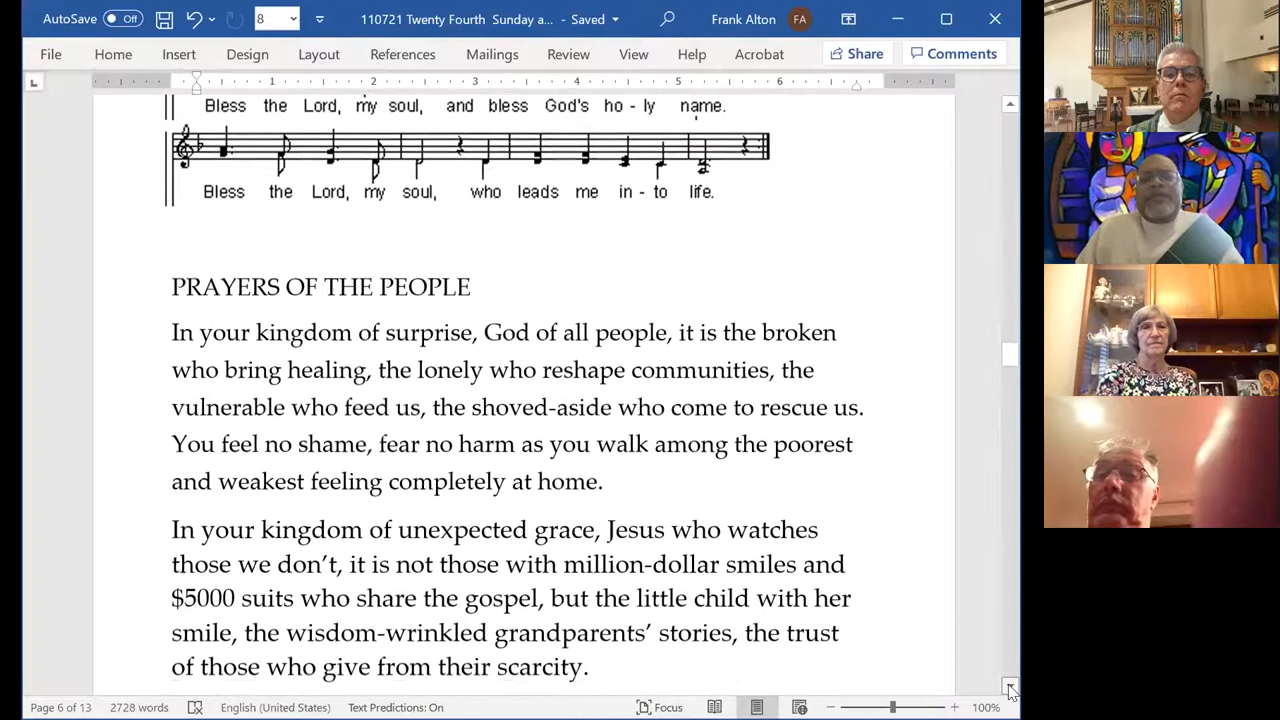 AutoSave Off 8 110721 Twenty Fourth Sunday a... - Saved Frank Alton FA
File Home Insert Design Layout References Mailings Review View Help Acrobat Share Comments
1 2 3 4 5 6
Bless the Lord, my soul, and bless God's ho - ly name.
Bless the Lord, my soul, who leads me in - to life.
PRAYERS OF THE PEOPLE
In your kingdom of surprise, God of all people, it is the broken
who bring healing, the lonely who reshape communities, the
vulnerable who feed us, the shoved-aside who come to rescue us.
You feel no shame, fear no harm as you walk among the poorest
and weakest feeling completely at home.
In your kingdom of unexpected grace, Jesus who watches
those we don’t, it is not those with million-dollar smiles and
$5000 suits who share the gospel, but the little child with her
smile, the wisdom-wrinkled grandparents’ stories, the trust
of those who give from their scarcity.
Page 6 of 13 2728 words English (United States) Text Predictions: On Focus 100%